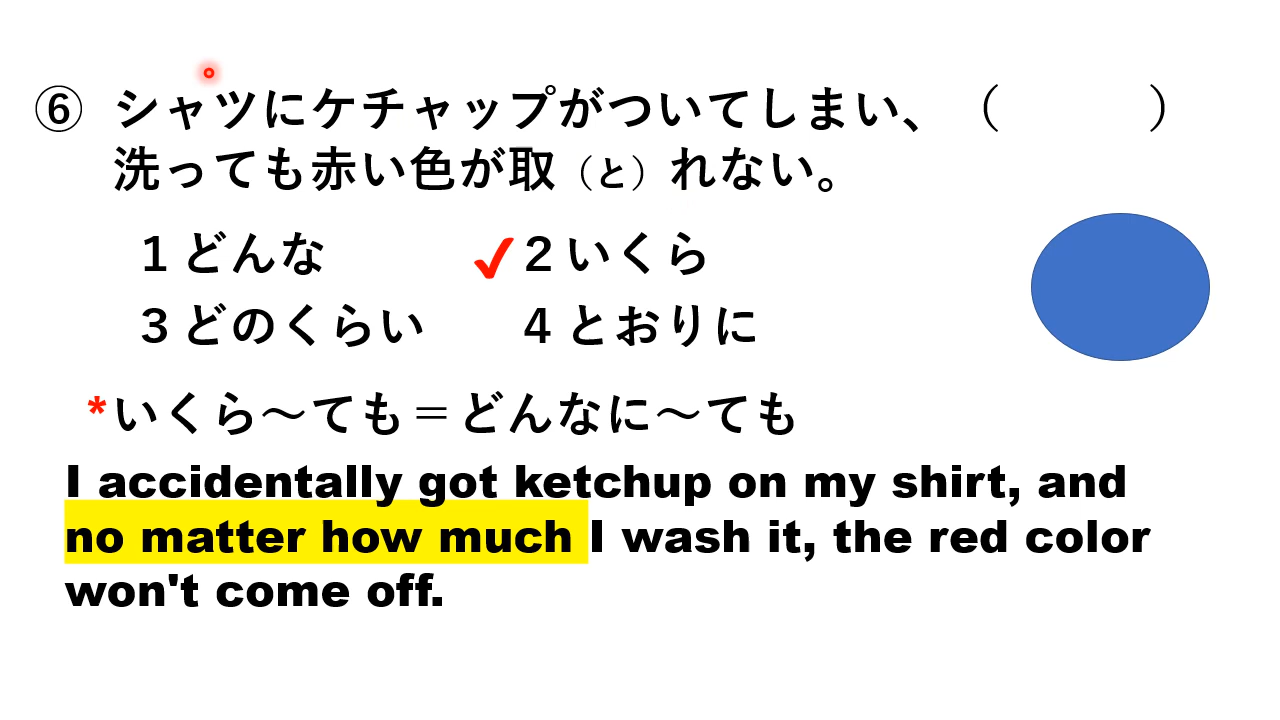 ⑥ シャツにケチャップがついてしまい、（　　　）
洗っても赤い色が取（と）れない。
１どんな　✓２いくら
３どのくらい　４とおりに
*いくら～ても＝どんなに～ても
I accidentally got ketchup on my shirt, and
no matter how much I wash it, the red color
won't come off.